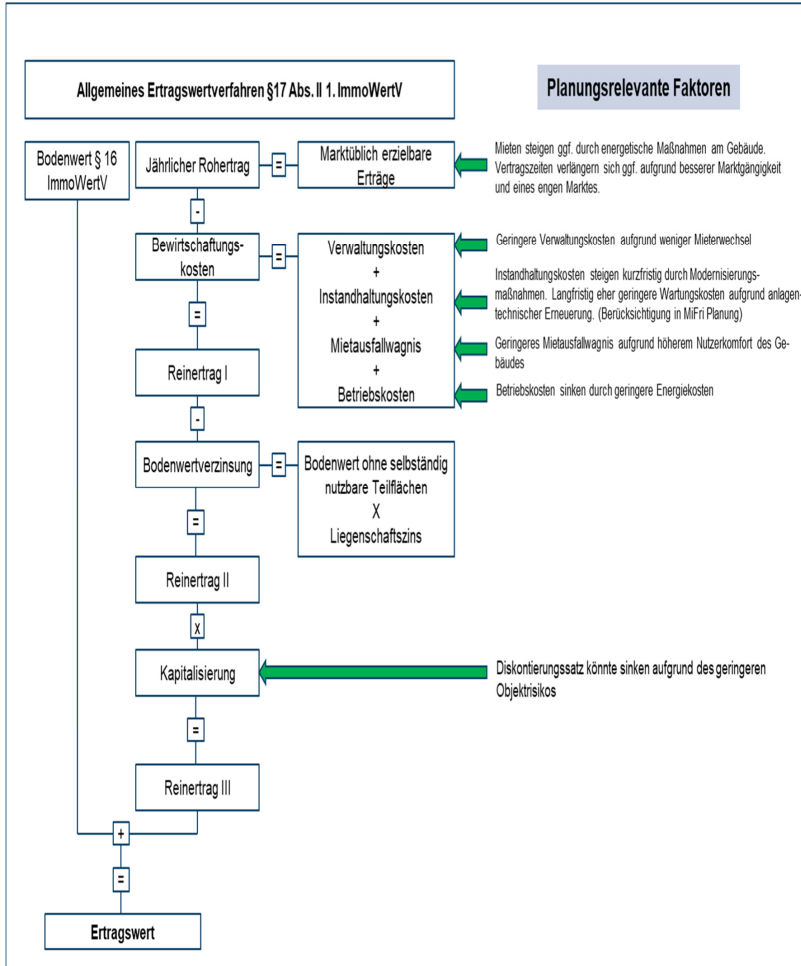 Allgemeines Ertragswertverfahren §17 Abs. II 1. ImmoWertV
Planungsrelevante Faktoren
Bodenwert § 16
ImmoWertV
Jährlicher Rohertrag
=
Marktüblich erzielbare
Erträge
Mieten steigen ggf. durch energetische Maßnahmen am Gebäude.
Vertragszeiten verlängern sich ggf. aufgrund besserer Marktgängigkeit
und eines engen Marktes.
-
Bewirtschaftungs-
kosten
=
Verwaltungskosten
+
Instandhaltungskosten
+
Mietausfallwagnis
+
Betriebskosten
Geringere Verwaltungskosten aufgrund weniger Mieterwechsel
Instandhaltungskosten steigen kurzfristig durch Modernisierungs-
maßnahmen. Langfristig eher geringere Wartungskosten aufgrund anlagen-
technischer Erneuerung. (Berücksichtigung in MiFri Planung)
Geringeres Mietausfallwagnis aufgrund höherem Nutzerkomfort des Ge-
bäudes
Betriebskosten sinken durch geringere Energiekosten
=
Reinertrag I
-
Bodenwertverzinsung
=
Bodenwert ohne selbständig
nutzbare Teilflächen
X
Liegenschaftszins
=
Reinertrag II
x
Kapitalisierung
Diskontierungssatz könnte sinken aufgrund des geringeren
Objektrisikos
=
Reinertrag III
+
=
Ertragswert